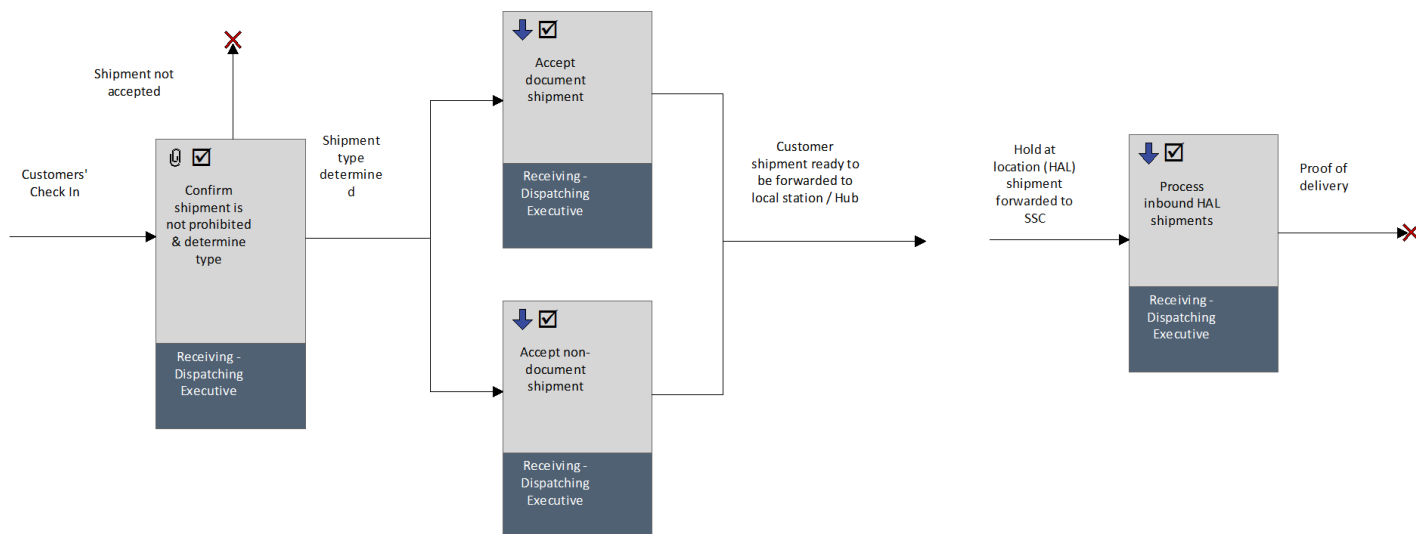 Shipment not
accepted
Customers'
Check In
Confirm
shipment is
not prohibited
& determine
type
Receiving -
Dispatching
Executive
Shipment
type
determine
d
Accept
document
shipment
Receiving -
Dispatching
Executive
Accept non-
document
shipment
Receiving -
Dispatching
Executive
Customer
shipment ready to
be forwarded to
local station / Hub
Hold at
location (HAL)
shipment
forwarded to
SSC
Process
inbound HAL
shipments
Receiving -
Dispatching
Executive
Proof of
delivery